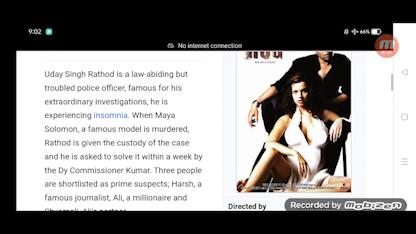 9:02
66%
No internet connection
Uday Singh Rathod is a law-abiding but
troubled police officer, famous for his
extraordinary investigations, he is
experiencing insomnia. When Maya
Solomon, a famous model is murdered,
Rathod is given the custody of the case
and he is asked to solve it within a week
by the Dy Commissioner Kumar. Three
people are shortlisted as prime suspects; Harsh, a
famous journalist, Ali, a millionaire and
Directed by
Recorded by mobizen